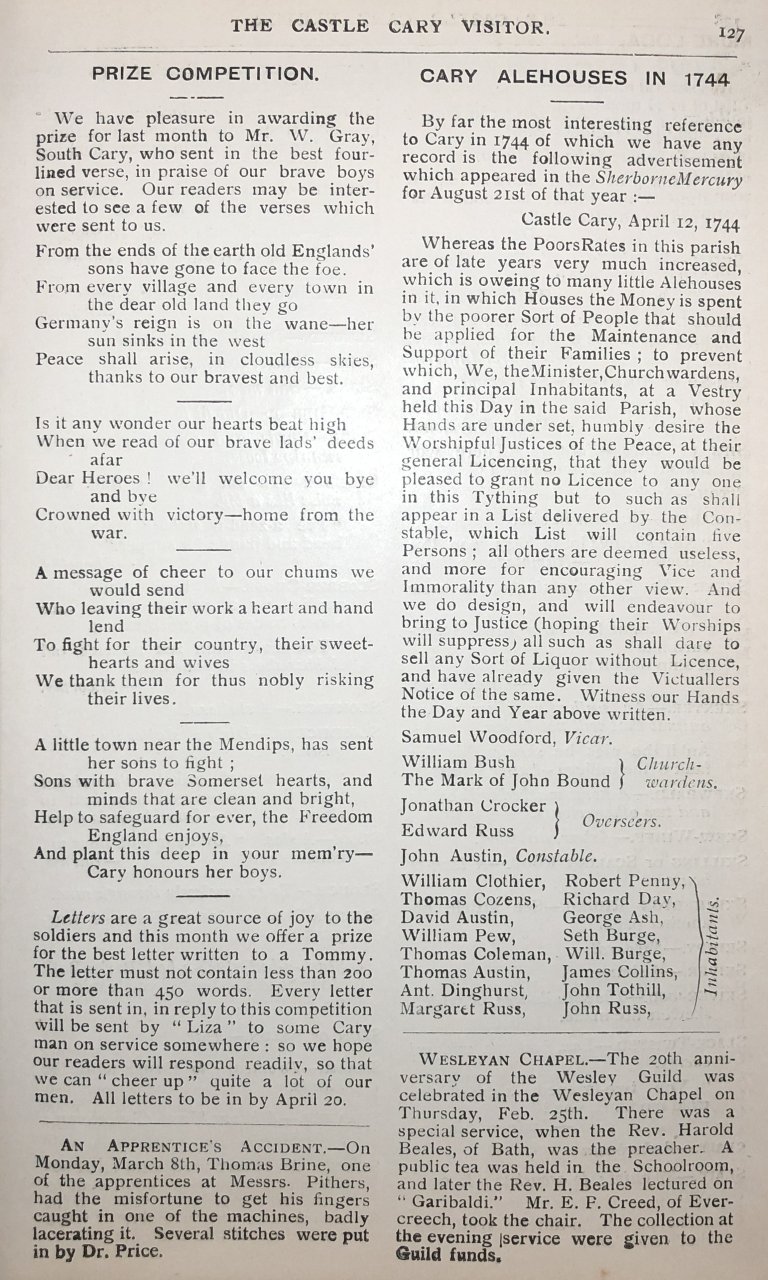 THE CASTLE CARY VISITOR.
127
PRIZE COMPETITION.
We have pleasure in awarding the
prize for last month to Mr. W. Gray,
South Cary, who sent in the best four-
lined verse, in praise of our brave boys
on service. Our readers may be inter-
ested to see a few of the verses which
were sent to us.
From the ends of the earth old Englands'
sons have gone to face the foe.
From every village and every town in
the dear old land they go
Germany's reign is on the wane—her
sun sinks in the west
Peace shall arise, in cloudless skies,
thanks to our bravest and best.
Is it any wonder our hearts beat high
When we read of our brave lads' deeds
afar
Dear Heroes ! we'll welcome you bye
and bye
Crowned with victory—home from the
war.
A message of cheer to our chums we
would send
Who leaving their work a heart and hand
lend
To fight for their country, their sweet-
hearts and wives
We thank them for thus nobly risking
their lives.
A little town near the Mendips, has sent
her sons to fight ;
Sons with brave Somerset hearts, and
minds that are clean and bright,
Help to safeguard for ever, the Freedom
England enjoys,
And plant this deep in your mem'ry—
Cary honours her boys.
Letters are a great source of joy to the
soldiers and this month we offer a prize
for the best letter written to a Tommy.
The letter must not contain less than 200
or more than 450 words. Every letter
that is sent in, in reply to this competition
will be sent by “ Liza ” to some Cary
man on service somewhere : so we hope
our readers will respond readily, so that
we can “ cheer up ” quite a lot of our
men. All letters to be in by April 20.
AN APPRENTICE'S ACCIDENT.—On
Monday, March 8th, Thomas Brine, one
of the apprentices at Messrs. Pithers,
had the misfortune to get his fingers
caught in one of the machines, badly
lacerating it. Several stitches were put
in by Dr. Price.
CARY ALEHOUSES IN 1744
By far the most interesting reference
to Cary in 1744 of which we have any
record is the following advertisement
which appeared in the SherborneMercury
for August 21st of that year :—
Castle Cary, April 12, 1744
Whereas the PoorsRates in this parish
are of late years very much increased,
which is oweing to many little Alehouses
in it, in which Houses the Money is spent
by the poorer Sort of People that should
be applied for the Maintenance and
Support of their Families ; to prevent
which, We, theMinister,Churchwardens,
and principal Inhabitants, at a Vestry
held this Day in the said Parish, whose
Hands are under set, humbly desire the
Worshipful Justices of the Peace, at their
general Licencing, that they would be
pleased to grant no Licence to any one
in this Tything but to such as shall
appear in a List delivered by the Con-
stable, which List will contain five
Persons ; all others are deemed useless,
and more for encouraging Vice and
Immorality than any other view. And
we do design, and will endeavour to
bring to Justice (hoping their Worships
will suppress) all such as shall dare to
sell any Sort of Liquor without Licence,
and have already given the Victuallers
Notice of the same. Witness our Hands
the Day and Year above written.
Samuel Woodford, Vicar.
William Bush
The Mark of John Bound } Church-
wardens.
Jonathan Crocker
Edward Russ } Overseers.
John Austin, Constable.
William Clothier, Robert Penny,
Thomas Cozens, Richard Day,
David Austin, George Ash,
William Pew, Seth Burge,
Thomas Coleman, Will. Burge,
Thomas Austin, James Collins,
Ant. Dinghurst, John Tothill,
Margaret Russ, John Russ,
Inhabitants.
WESLEYAN CHAPEL.—The 20th anni-
versary of the Wesley Guild was
celebrated in the Wesleyan Chapel on
Thursday, Feb. 25th. There was a
special service, when the Rev. Harold
Beales, of Bath, was the preacher. A
public tea was held in the Schoolroom,
and later the Rev. H. Beales lectured on
“ Garibaldi.” Mr. E. F. Creed, of Ever-
creech, took the chair. The collection at
the evening service were given to the
Guild funds.